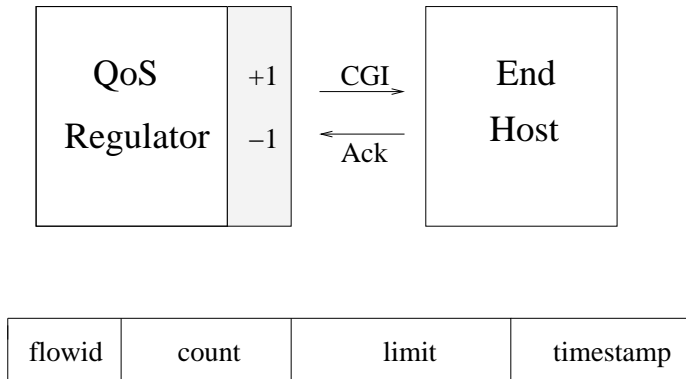 QoS
Regulator
+1
−1
CGI
Ack
End
Host
flowid count limit timestamp